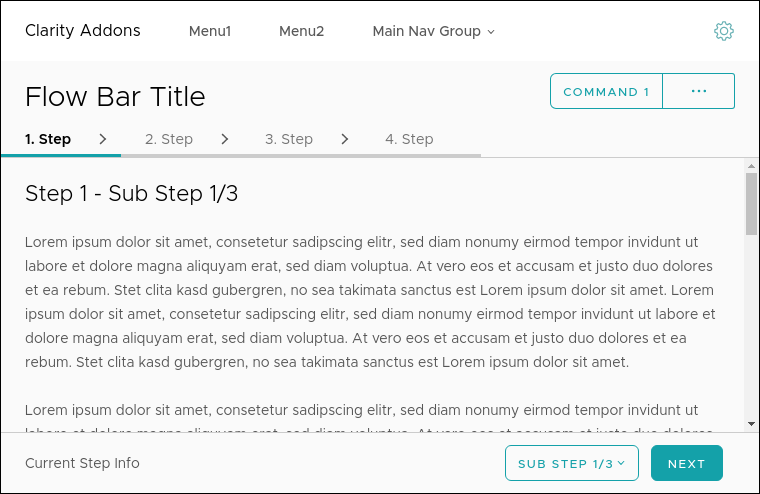 Clarity Addons Menu1 Menu2 Main Nav Group
Flow Bar Title
COMMAND 1 ...
1. Step 2. Step 3. Step 4. Step
Step 1 - Sub Step 1/3
Lorem ipsum dolor sit amet, consetetur sadipscing elitr, sed diam nonumy eirmod tempor invidunt ut
labore et dolore magna aliquyam erat, sed diam voluptua. At vero eos et accusam et justo duo dolores
et ea rebum. Stet clita kasd gubergren, no sea takimata sanctus est Lorem ipsum dolor sit amet. Lorem
ipsum dolor sit amet, consetetur sadipscing elitr, sed diam nonumy eirmod tempor invidunt ut labore et
dolore magna aliquyam erat, sed diam voluptua. At vero eos et accusam et justo duo dolores et ea
rebum. Stet clita kasd gubergren, no sea takimata sanctus est Lorem ipsum dolor sit amet.
Lorem ipsum dolor sit amet, consetetur sadipscing elitr, sed diam nonumy eirmod tempor invidunt ut
Current Step Info SUB STEP 1/3 NEXT